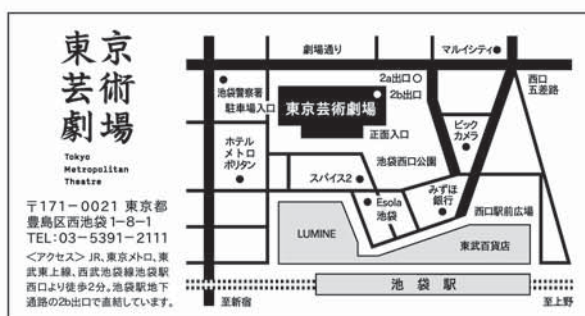 東京
芸術
劇場
Tokyo
Metropolitan
Theatre
〒171-0021 東京都
豊島区西池袋1-8-1
TEL:03-5391-2111
<アクセス> JR、東京メトロ、東
武東上線、西武池袋線池袋駅
西口より徒歩2分。池袋駅地下
通路の2b出口で直結しています。
劇場通り
マルイシティ
西口
五差路
2a出口
2b出口
池袋警察署
駐車場入口
東京芸術劇場
正面入口
ビック
カメラ
ホテル
メトロ
ポリタン
池袋西口公園
スパイス2
Esola
池袋
みずほ
銀行
西口駅前広場
LUMINE
東武百貨店
池袋駅
至新宿
至上野